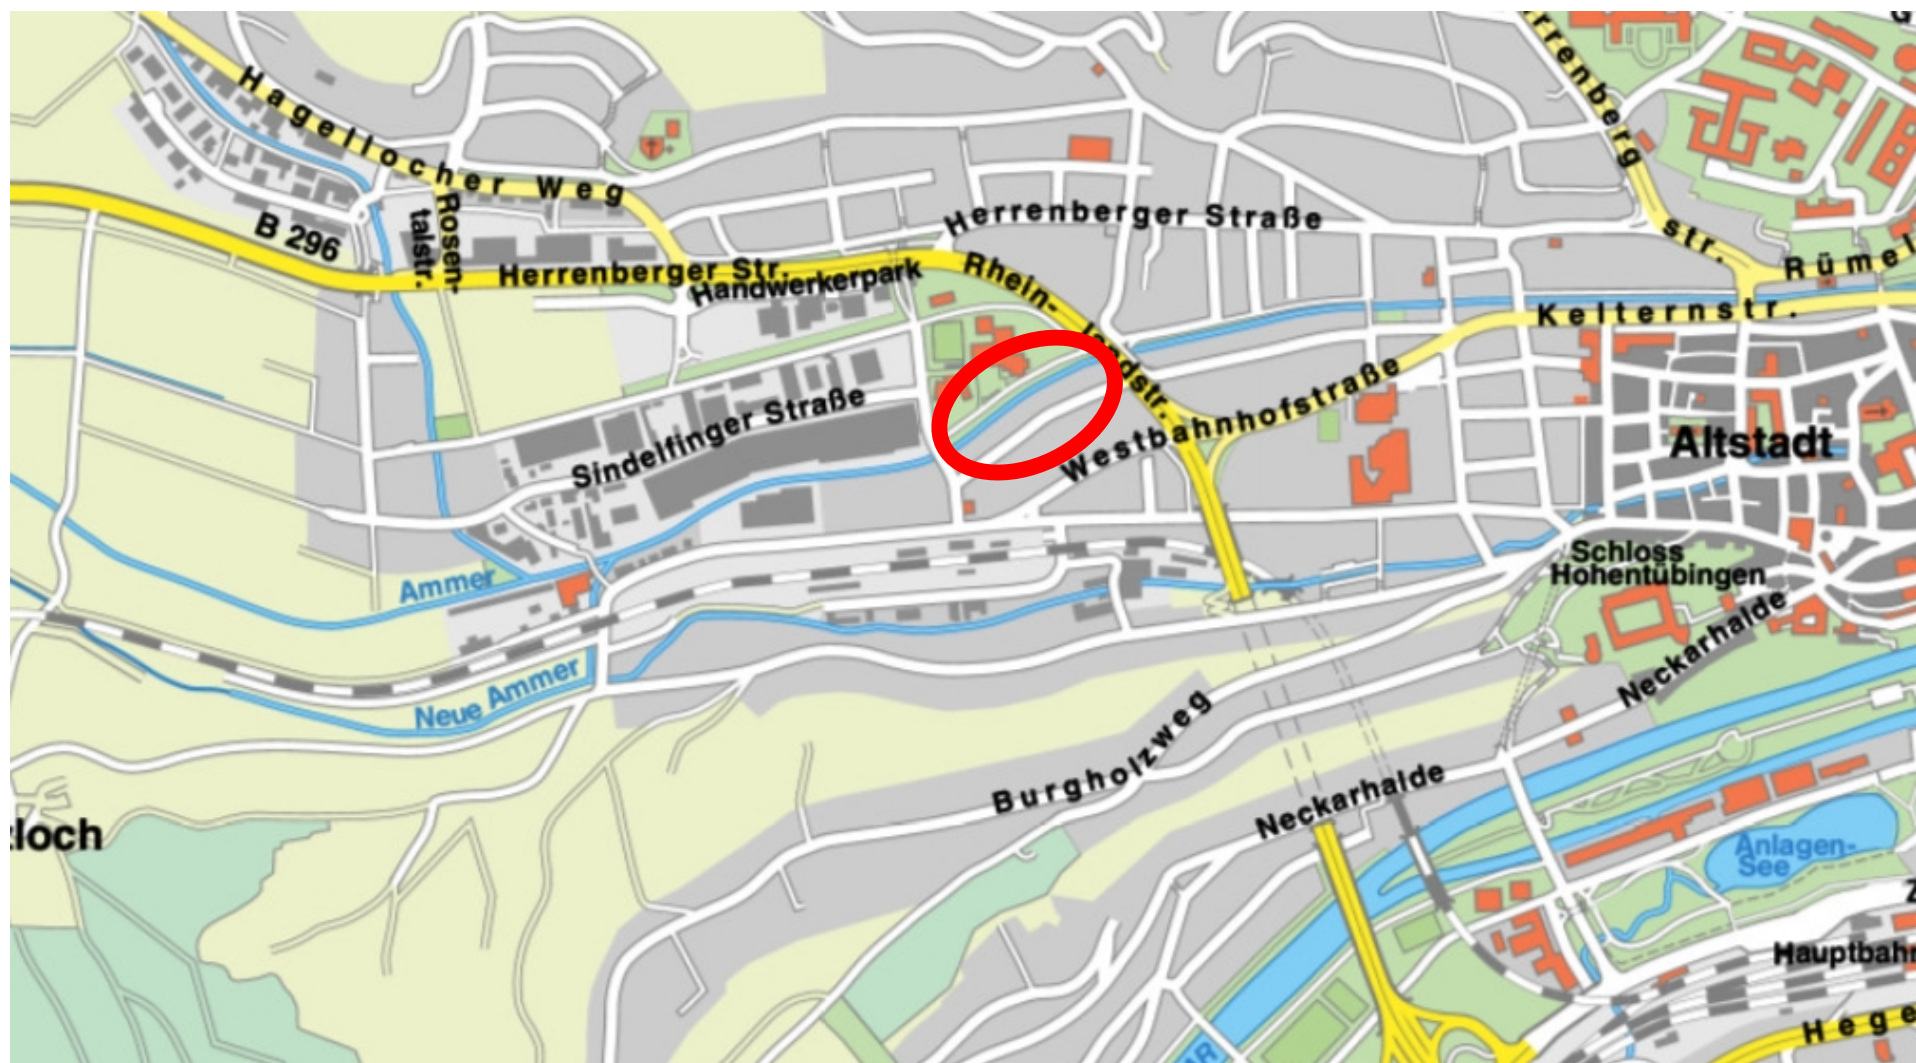 Hagellocher Weg
B 296
Rosen-
talstr.
Herrenberger Str.
Handwerkerpark
Herrenberger Straße
Rhein-
landstr.
Sindelfinger Straße
Westbahnhofstraße
Kelternstr.
rrenberg
str.
Rümel
Altstadt
Schloss
Hohentübingen
Neckarhalde
Ammer
Neue Ammer
Burgholzweg
Neckarhalde
loch
Anlagen-
See
Hauptbahn
Hege